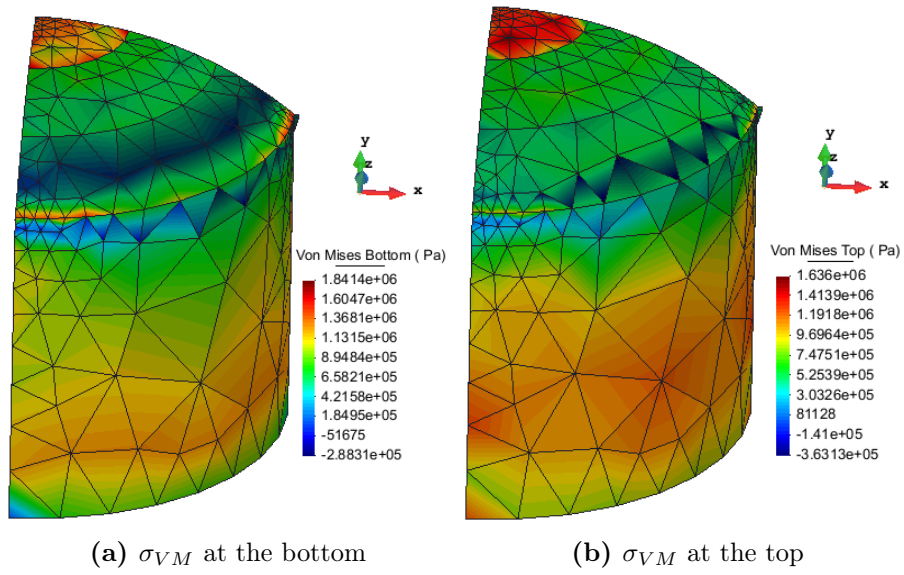 y
z
x
Von Mises Bottom ( Pa)
1.8414e+06
1.6047e+06
1.3681e+06
1.1315e+06
8.9484e+05
6.5821e+05
4.2158e+05
1.8495e+05
-51675
-2.8831e+05
y
z
x
Von Mises Top ( Pa)
1.636e+06
1.4139e+06
1.1918e+06
9.6964e+05
7.4751e+05
5.2539e+05
3.0326e+05
81128
-1.41e+05
-3.6313e+05
(a) σVM at the bottom
(b) σVM at the top